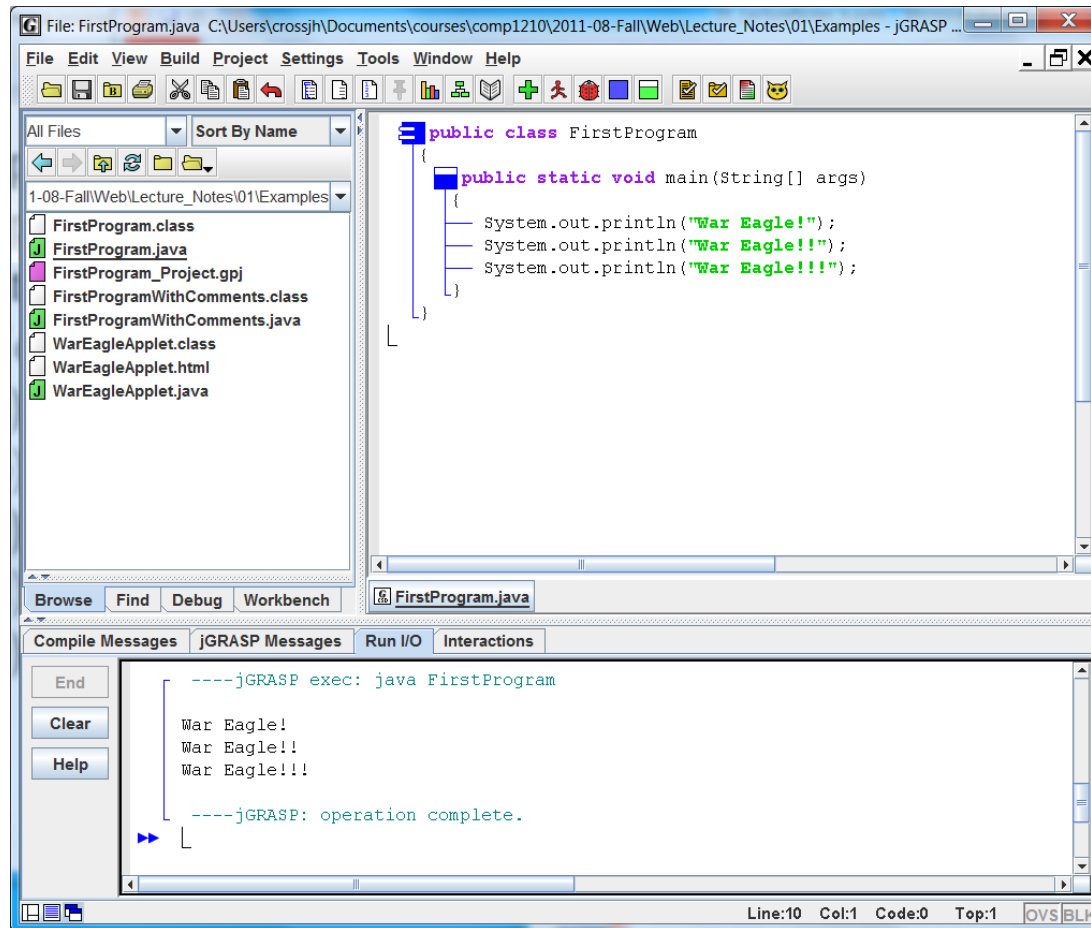 File: FirstProgram.java C:\Users\crossjh\Documents\courses\comp1210\2011-08-Fall\Web\Lecture_Notes\01\Examples - jGRASP ...
File Edit View Build Project Settings Tools Window Help
All Files Sort By Name
1-08-Fall\Web\Lecture_Notes\01\Examples
FirstProgram.class
FirstProgram.java
FirstProgram_Project.gpj
FirstProgramWithComments.class
FirstProgramWithComments.java
WarEagleApplet.class
WarEagleApplet.html
WarEagleApplet.java
Browse Find Debug Workbench
public class FirstProgram
{
public static void main(String[] args)
{
System.out.println("War Eagle!");
System.out.println("War Eagle!!");
System.out.println("War Eagle!!!");
}
}
FirstProgram.java
Compile Messages jGRASP Messages Run I/O Interactions
End
Clear
Help
----jGRASP exec: java FirstProgram
War Eagle!
War Eagle!!
War Eagle!!!
----jGRASP: operation complete.
Line:10 Col:1 Code:0 Top:1 OVS BLK